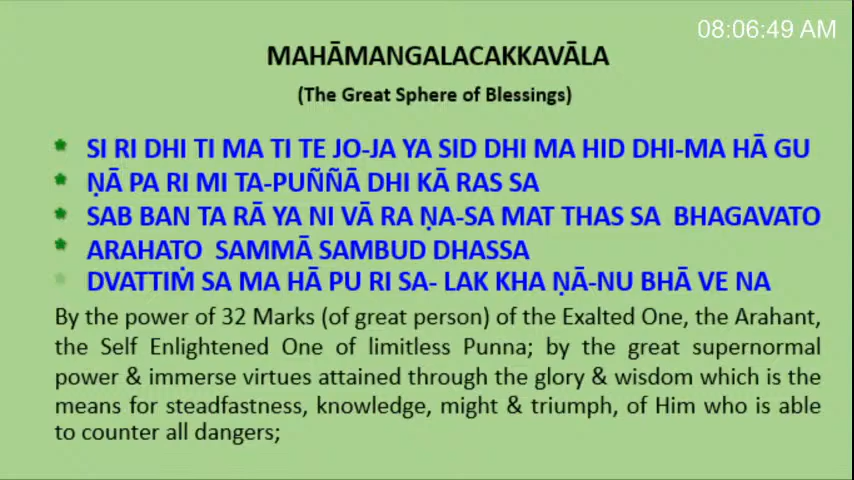 08:06:49 AM
MAHĀMANGALACAKKAVĀLA
(The Great Sphere of Blessings)
* SI RI DHI TI MA TI TE JO-JA YA SID DHI MA HID DHI-MA HĀ GU
* ṆĀ PA RI MI TA-PUÑÑĀ DHI KĀ RAS SA
* SAB BAN TA RĀ YA NI VĀ RA ṆA-SA MAT THAS SA BHAGAVATO
* ARAHATO SAMMĀ SAMBUD DHASSA
* DVATTIṀ SA MA HĀ PU RI SA- LAK KHA ṆĀ-NU BHĀ VE NA
By the power of 32 Marks (of great person) of the Exalted One, the Arahant,
the Self Enlightened One of limitless Punna; by the great supernormal
power & immerse virtues attained through the glory & wisdom which is the
means for steadfastness, knowledge, might & triumph, of Him who is able
to counter all dangers;